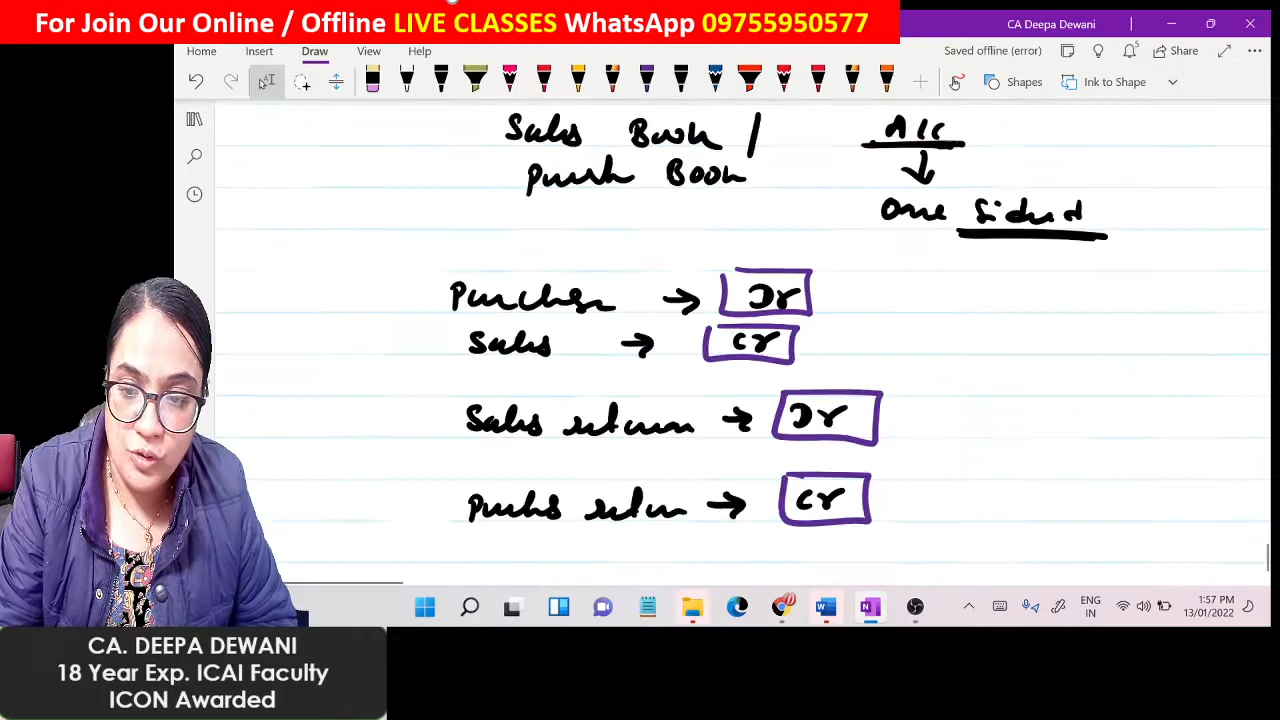 For Join Our Online / Offline LIVE CLASSES WhatsApp 09755950577
CA Deepa Dewani
Home Insert Draw View Help
Saved offline (error)
5
Share
Shapes
Ink to Shape
Sales Book /
Purch Book
A/C
One Sided
Purchase → Dr
Sales → Cr
Sales return → Dr
Purchs return → Cr
ENG
IN
1:57 PM
13/01/2022
CA. DEEPA DEWANI
18 Year Exp. ICAI Faculty
ICON Awarded